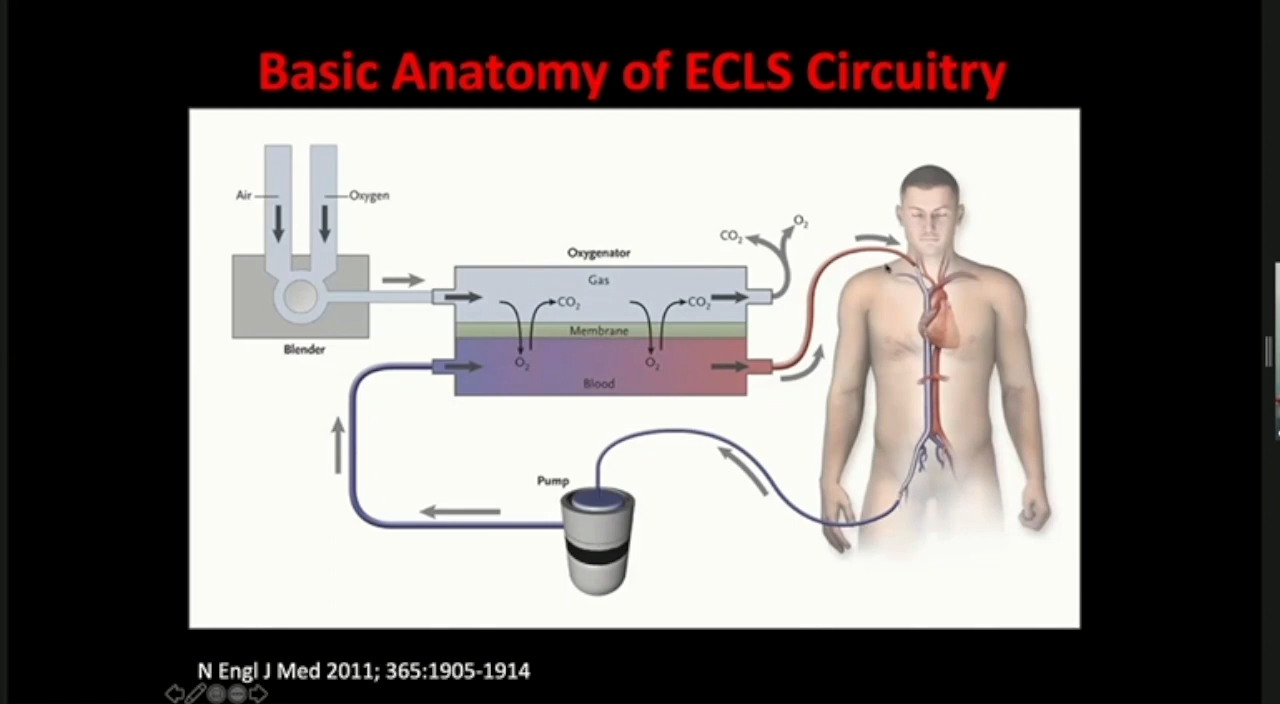 Basic Anatomy of ECLS Circuitry
Air
Oxygen
Blender
Oxygenator
Gas
CO2
CO2
Membrane
O2
O2
Blood
CO2
O2
Pump
N Engl J Med 2011; 365:1905-1914